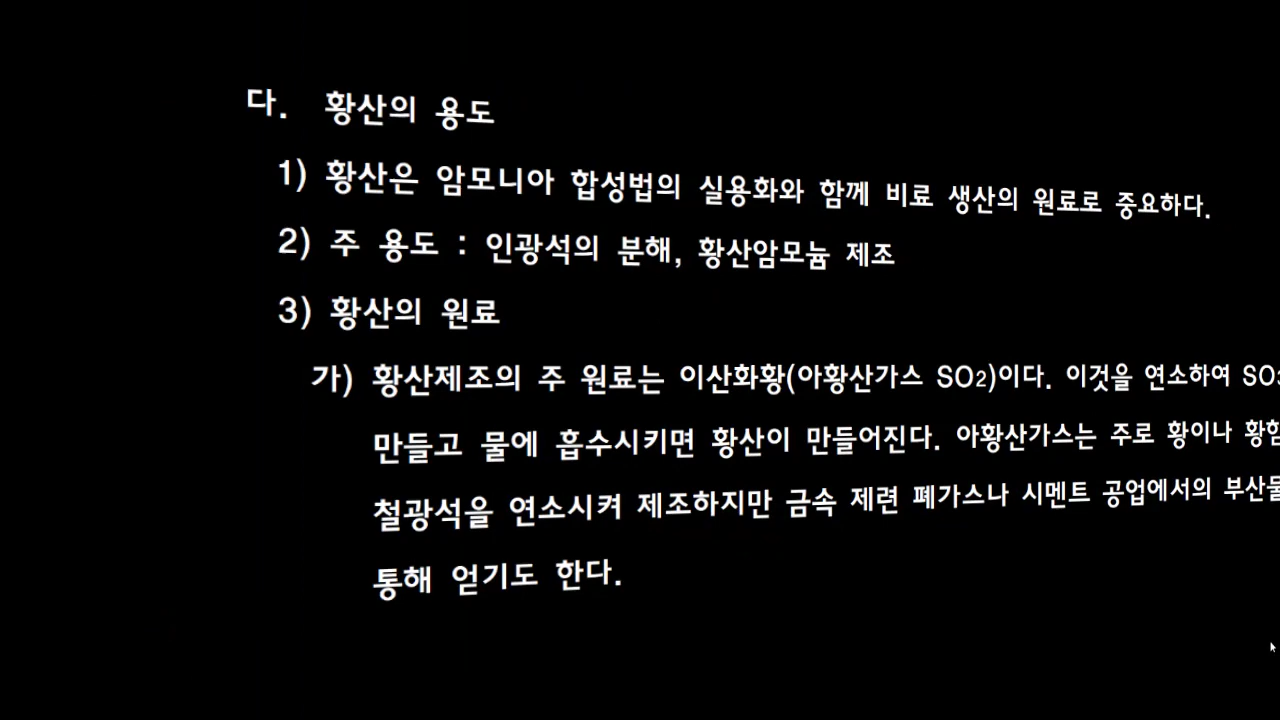 다. 황산의 용도
1) 황산은 암모니아 합성법의 실용화와 함께 비료 생산의 원료로 중요하다.
2) 주 용도 : 인광석의 분해, 황산암모늄 제조
3) 황산의 원료
가) 황산제조의 주 원료는 이산화황(아황산가스 SO₂)이다. 이것을 연소하여
만들고 물에 흡수시키면 황산이 만들어진다. 아황산가스는 주로 황이나
철광석을 연소시켜 제조하지만 금속 제련 폐가스나 시멘트 공업에서의 부산물
통해 얻기도 한다.